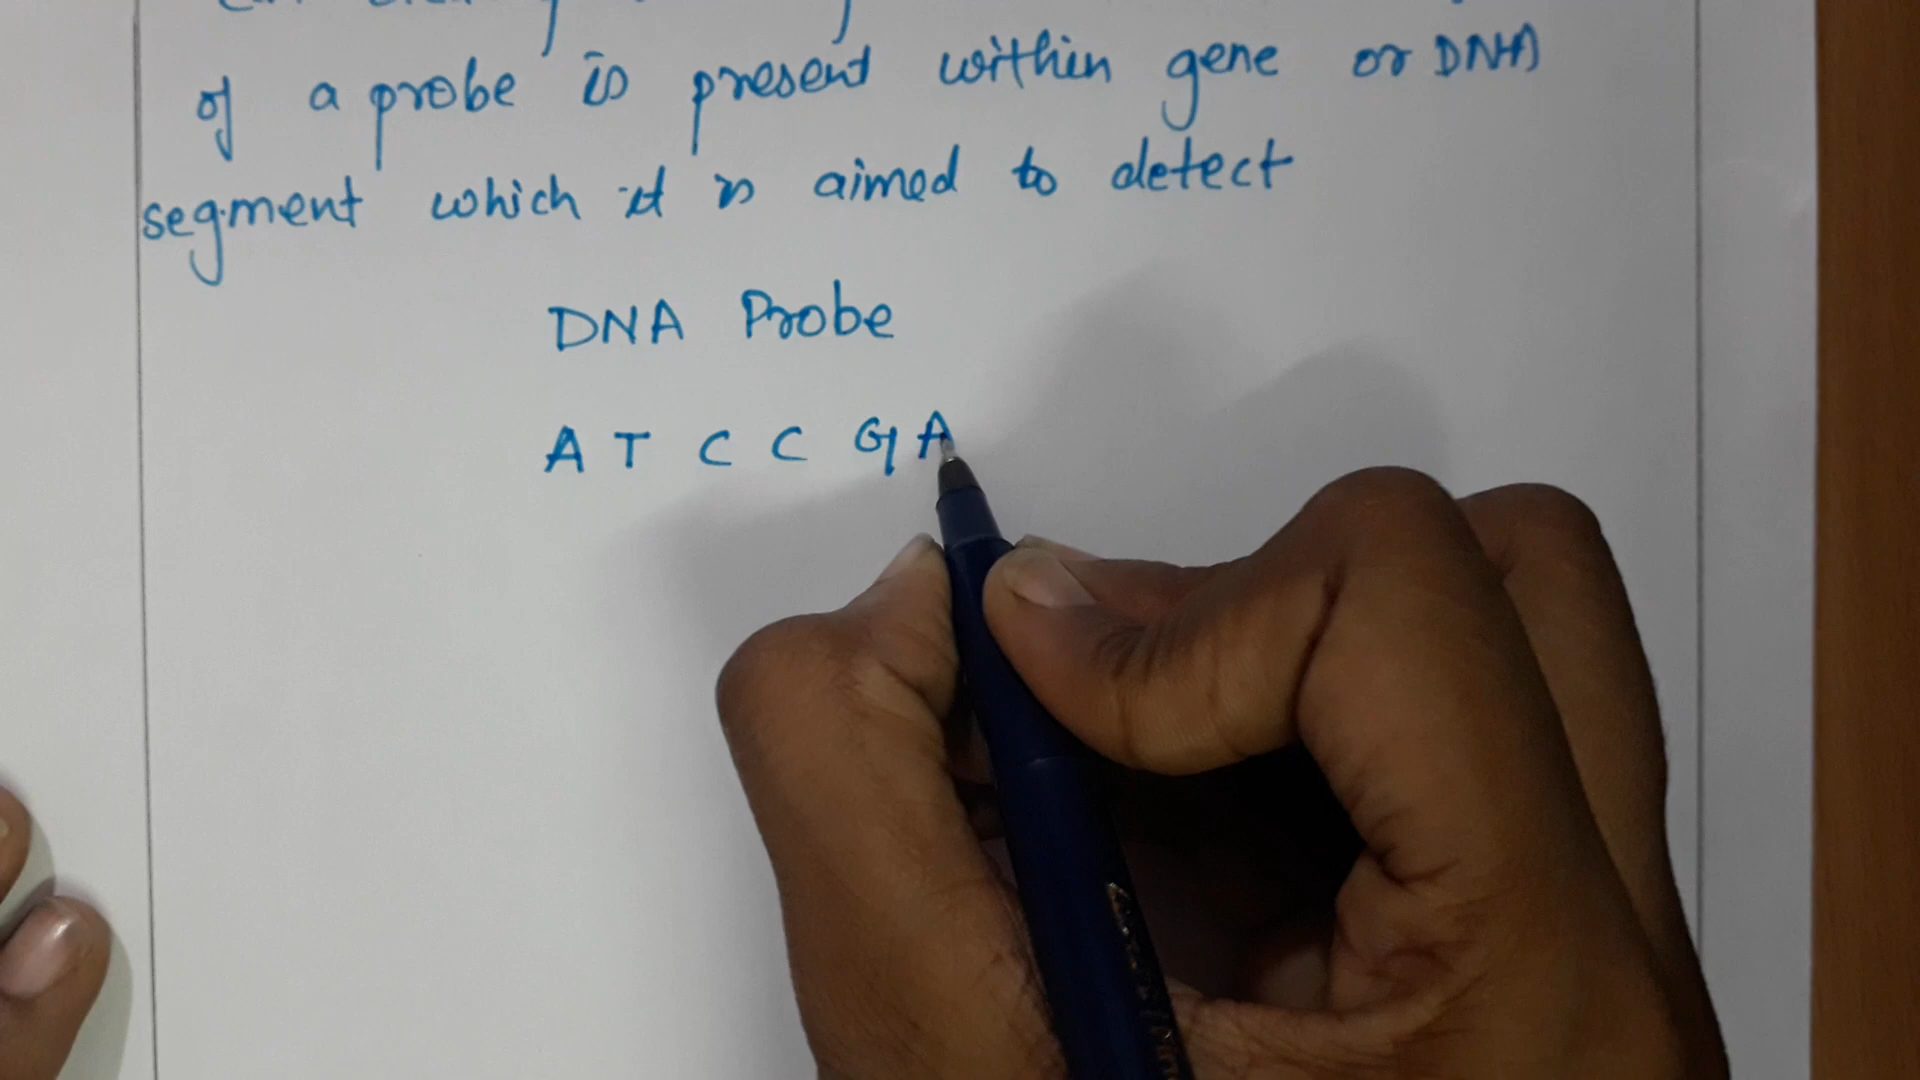 of a probe is present within gene or DNA
segment which it is aimed to detect
DNA Probe
A T C C G A